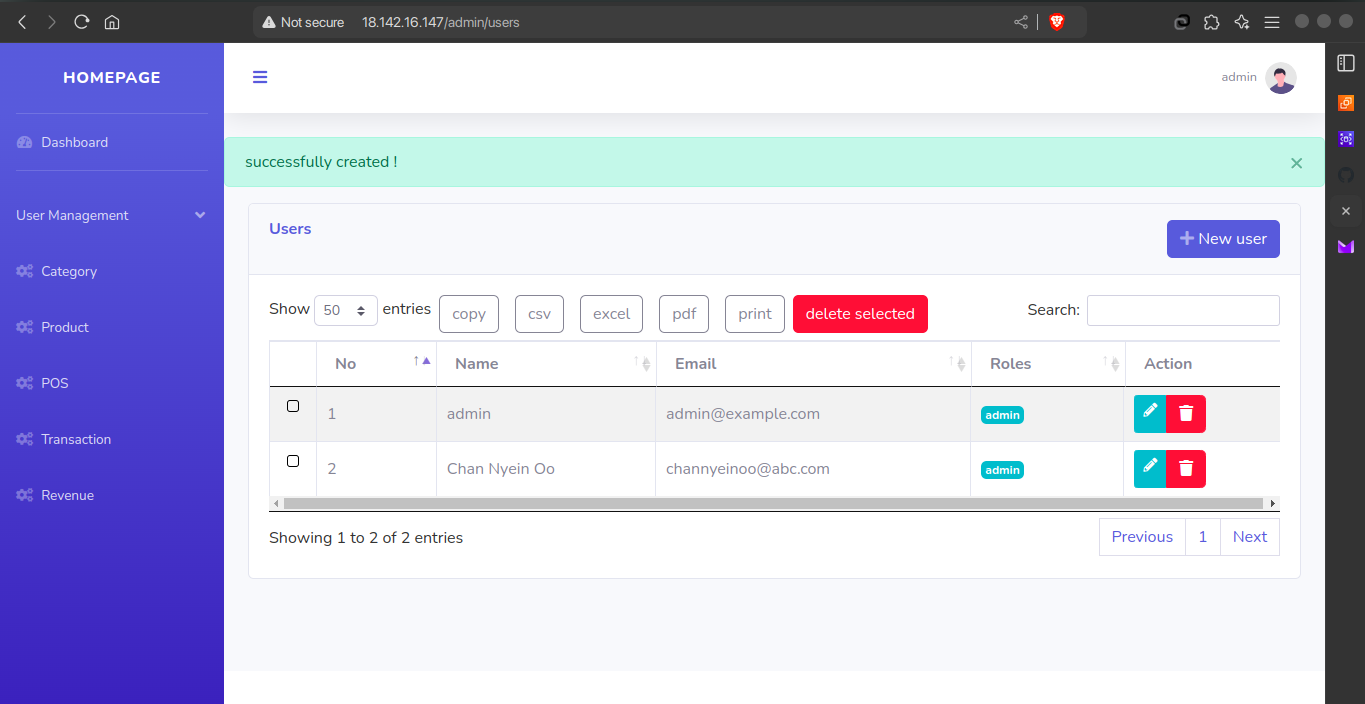 Not secure 18.142.16.147/admin/users
HOMEPAGE
admin
Dashboard
successfully created !
×
User Management
Users
New user
Category
Show 50 entries copy csv excel pdf print delete selected Search:
Product
No Name Email Roles Action
POS
1 admin admin@example.com admin
Transaction
2 Chan Nyein Oo channyeinoo@abc.com admin
Revenue
Showing 1 to 2 of 2 entries
Previous 1 Next